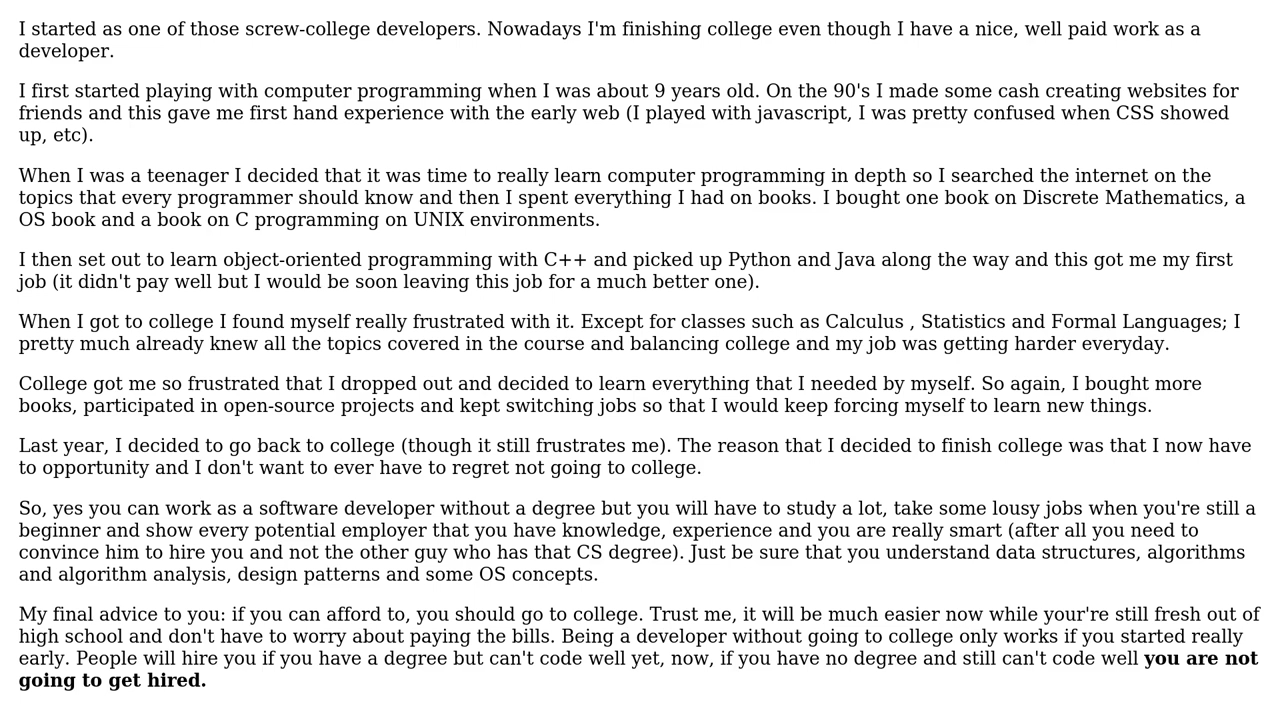 I started as one of those screw-college developers. Nowadays I'm finishing college even though I have a nice, well paid work as a
developer.
I first started playing with computer programming when I was about 9 years old. On the 90's I made some cash creating websites for
friends and this gave me first hand experience with the early web (I played with javascript, I was pretty confused when CSS showed
up, etc).
When I was a teenager I decided that it was time to really learn computer programming in depth so I searched the internet on the
topics that every programmer should know and then I spent everything I had on books. I bought one book on Discrete Mathematics, a
OS book and a book on C programming on UNIX environments.
I then set out to learn object-oriented programming with C++ and picked up Python and Java along the way and this got me my first
job (it didn't pay well but I would be soon leaving this job for a much better one).
When I got to college I found myself really frustrated with it. Except for classes such as Calculus , Statistics and Formal Languages; I
pretty much already knew all the topics covered in the course and balancing college and my job was getting harder everyday.
College got me so frustrated that I dropped out and decided to learn everything that I needed by myself. So again, I bought more
books, participated in open-source projects and kept switching jobs so that I would keep forcing myself to learn new things.
Last year, I decided to go back to college (though it still frustrates me). The reason that I decided to finish college was that I now have
to opportunity and I don't want to ever have to regret not going to college.
So, yes you can work as a software developer without a degree but you will have to study a lot, take some lousy jobs when you're still a
beginner and show every potential employer that you have knowledge, experience and you are really smart (after all you need to
convince him to hire you and not the other guy who has that CS degree). Just be sure that you understand data structures, algorithms
and algorithm analysis, design patterns and some OS concepts.
My final advice to you: if you can afford to, you should go to college. Trust me, it will be much easier now while your're still fresh out of
high school and don't have to worry about paying the bills. Being a developer without going to college only works if you started really
early. People will hire you if you have a degree but can't code well yet, now, if you have no degree and still can't code well you are not
going to get hired.